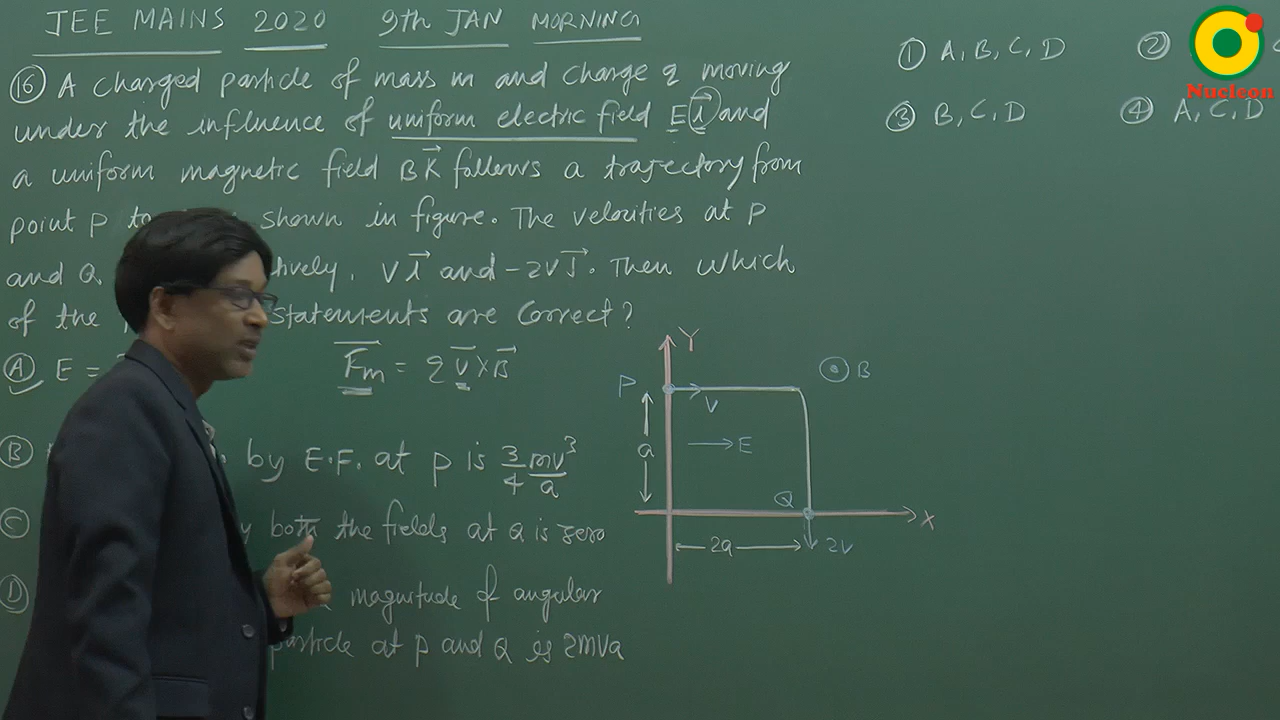 JEE MAINS 2020 9th JAN MORNING
⑯ A charged particle of mass m and charge q moving
under the influence of uniform electric field E i⃗ and
a uniform magnetic field B K⃗ follows a trajectory from
point P to shown in figure. The velocities at P
and Q V i⃗ and -2V J⃗. Then which
of the statements are correct?
Ⓐ E =
F⃗m = q V⃗ × B⃗
Ⓑ by E.F. at P is 3/4 mv³/a
Ⓒ y both the fields at Q is zero
Ⓓ magnitude of angular
particle at P and Q is 2mva
① A, B, C, D
②
③ B, C, D
④ A, C, D
Nucleon
Y
P
V
B
a
E
Q
X
2a
2V